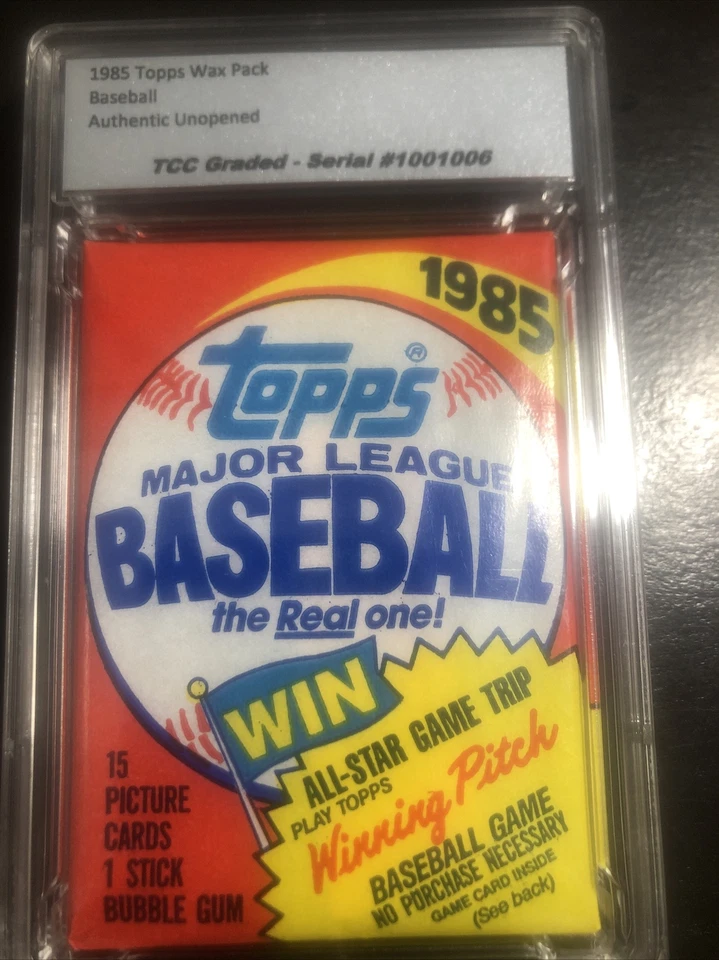 1985 Topps Wax Pack
Baseball
Authentic Unopened
TCC Graded - Serial #1001006
1985
topps®
MAJOR LEAGUE
BASEBALL
the Real one!
WIN
ALL-STAR GAME TRIP
PLAY TOPPS
Winning Pitch
BASEBALL GAME
NO PURCHASE NECESSARY
GAME CARD INSIDE
(See back)
15
PICTURE
CARDS
1 STICK
BUBBLE GUM